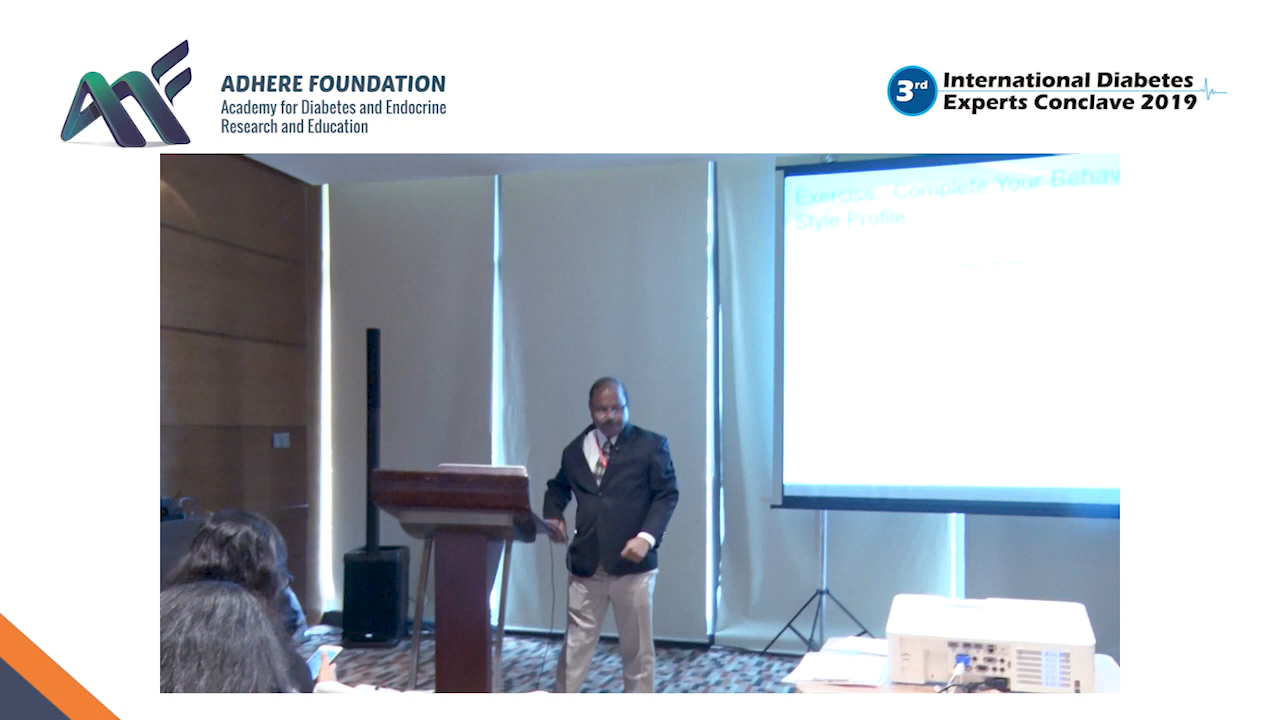 ADHERE FOUNDATION
Academy for Diabetes and Endocrine
Research and Education
3rd
International Diabetes
Experts Conclave 2019
Exercise: Complete Your Behav
Style Profile